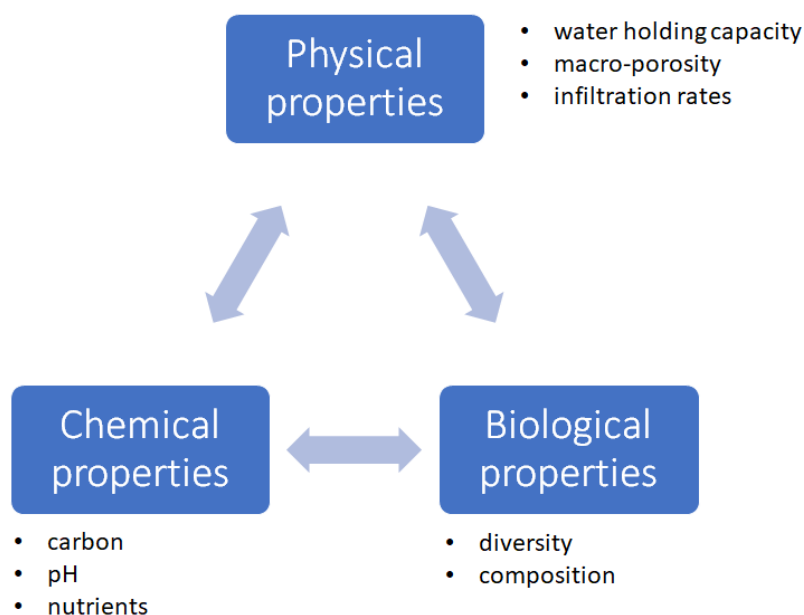 Physical
properties
• water holding capacity
• macro-porosity
• infiltration rates
Chemical
properties
• carbon
• pH
• nutrients
Biological
properties
• diversity
• composition